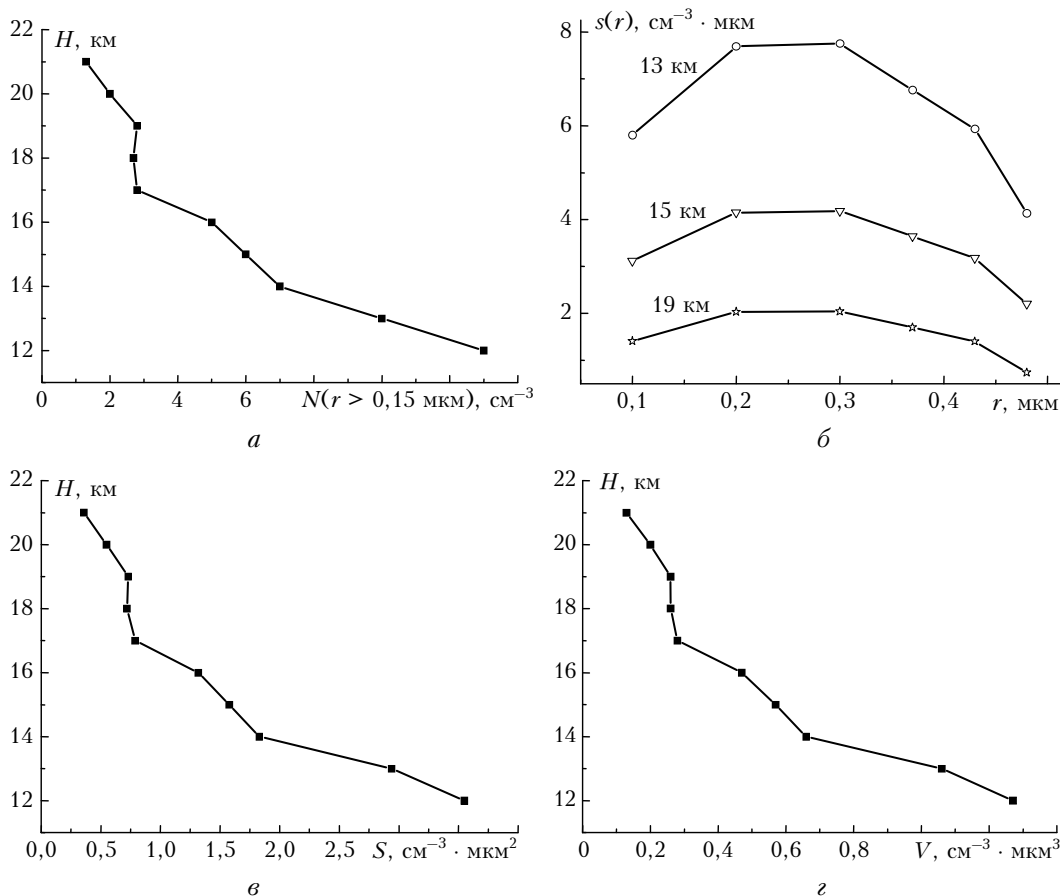 22
H, км
20
18
16
14
12
0 2 4 6 N(r > 0,15 мкм), см⁻³
а
s(r), см⁻³ · мкм
8
13 км
6
4
15 км
2
19 км
0,1 0,2 0,3 0,4 r, мкм
б
22
H, км
20
18
16
14
12
0,0 0,5 1,0 1,5 2,0 2,5 S, см⁻³ · мкм²
в
22
H, км
20
18
16
14
12
0 0,2 0,4 0,6 0,8 V, см⁻³ · мкм³
г